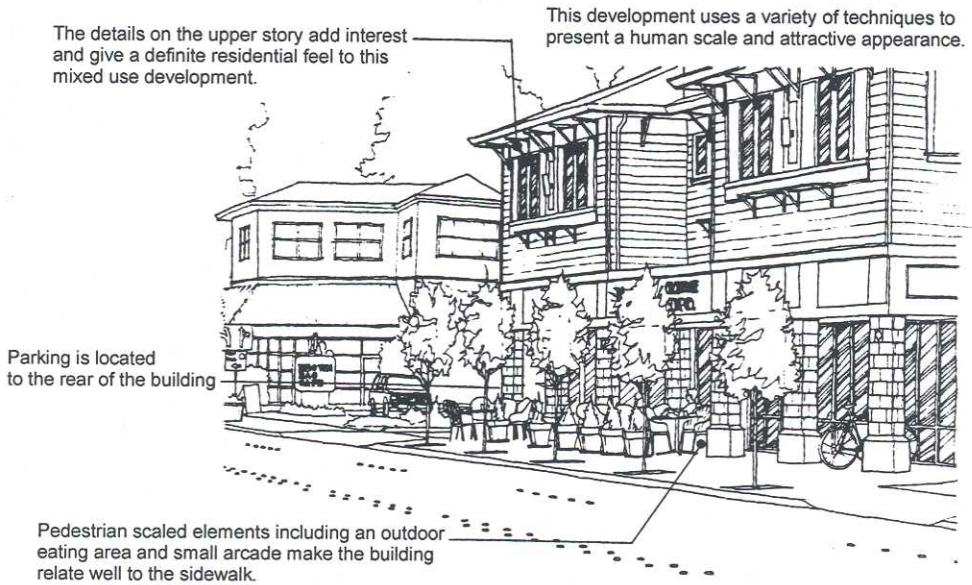 The details on the upper story add interest
and give a definite residential feel to this
mixed use development.
This development uses a variety of techniques to
present a human scale and attractive appearance.
Parking is located
to the rear of the building
Pedestrian scaled elements including an outdoor
eating area and small arcade make the building
relate well to the sidewalk.